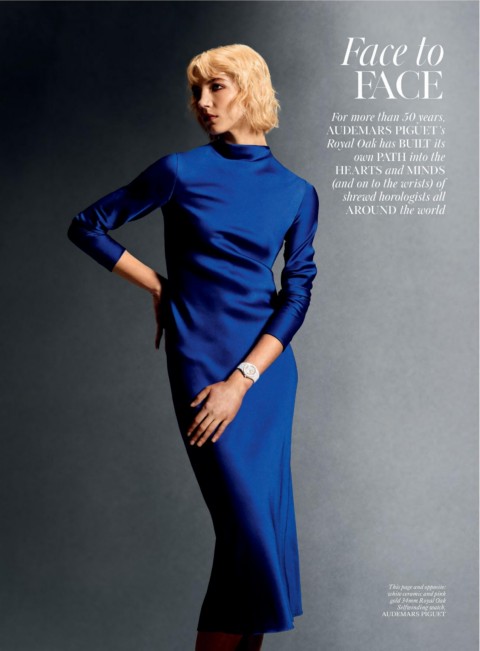 Face to
FACE
For more than 50 years,
AUDEMARS PIGUET's
Royal Oak has BUILT its
own PATH into the
HEARTS and MINDS
(and on to the wrists) of
shrewd horologists all
AROUND the world
This page and opposite:
white ceramic and pink
gold 34mm Royal Oak
Selfwinding watch,
AUDEMARS PIGUET